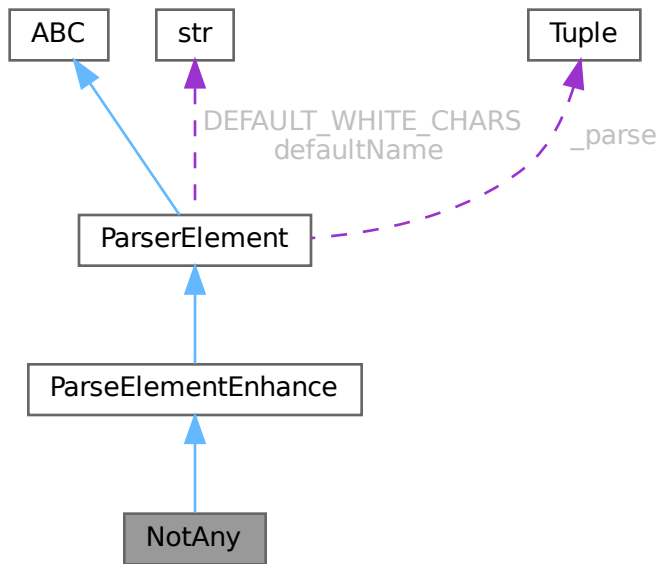 ABC
str
Tuple
DEFAULT_WHITE_CHARS
defaultName
_parse
ParserElement
ParseElementEnhance
NotAny